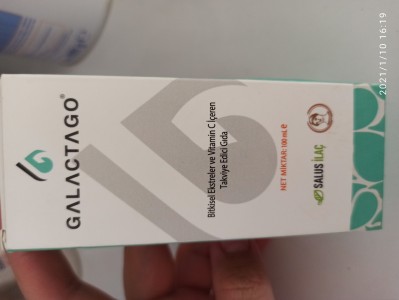 GALACTAGO®
Bitkisel Ekstreler ve Vitamin C İçeren
Takviye Edici Gıda
NET MİKTAR: 100 mL e
SALUS İLAÇ
2021/1/10 16:19